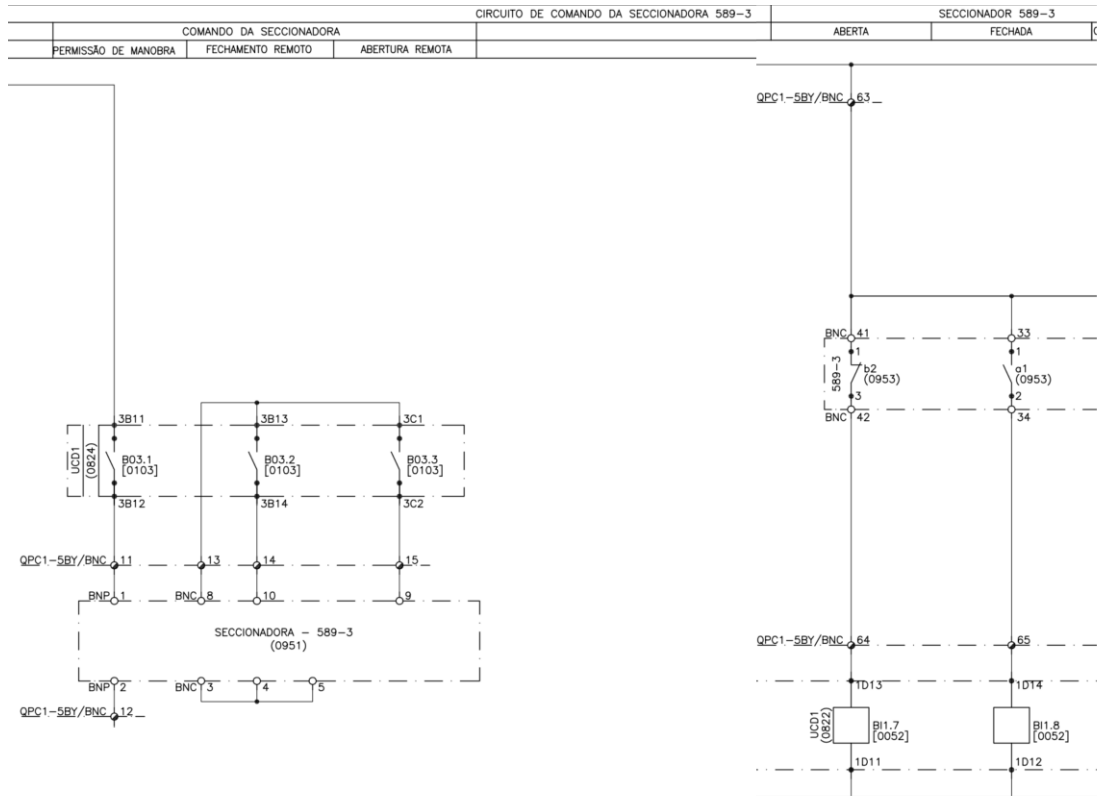 CIRCUITO DE COMANDO DA SECCIONADORA 589-3
SECCIONADOR 589-3
COMANDO DA SECCIONADORA
ABERTA
FECHADA
PERMISSÃO DE MANOBRA
FECHAMENTO REMOTO
ABERTURA REMOTA
QPC1-5BY/BNC 63
BNC 41
33
1
1
589-3
b2
(0953)
a1
(0953)
3
2
BNC 42
34
3B11
3B13
3C1
UCD1
(0824)
B03.1
[0103]
B03.2
[0103]
B03.3
[0103]
3B12
3B14
3C2
QPC1-5BY/BNC 11
13
14
15
BNP 1
BNC 8
10
9
SECCIONADORA - 589-3
(0951)
BNP 2
BNC 3
4
5
QPC1-5BY/BNC 12
QPC1-5BY/BNC 64
65
1D13
1D14
UCD1
(0822)
BI1.7
[0052]
BI1.8
[0052]
1D11
1D12